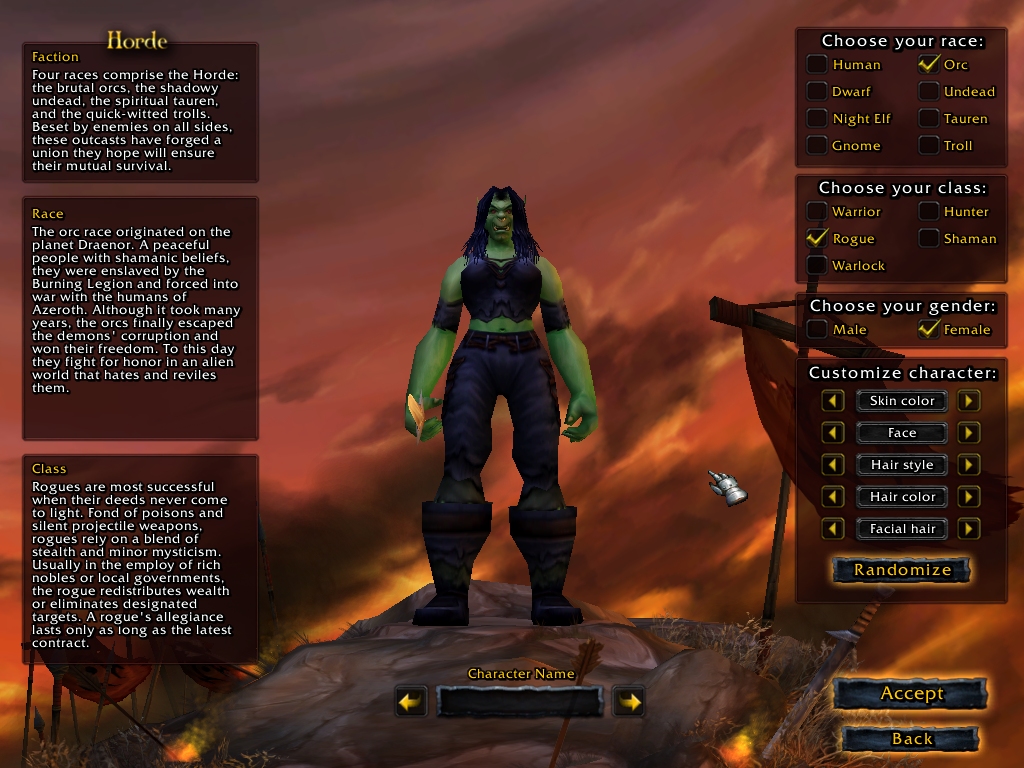 Horde
Faction
Four races comprise the Horde:
the brutal orcs, the shadowy
undead, the spiritual tauren,
and the quick-witted trolls.
Beset by enemies on all sides,
these outcasts have forged a
union they hope will ensure
their mutual survival.
Race
The orc race originated on the
planet Draenor. A peaceful
people with shamanic beliefs,
they were enslaved by the
Burning Legion and forced into
war with the humans of
Azeroth. Although it took many
years, the orcs finally escaped
the demons' corruption and
won their freedom. To this day
they fight for honor in an alien
world that hates and reviles
them.
Class
Rogues are most successful
when their deeds never come
to light. Fond of poisons and
silent projectile weapons,
rogues rely on a blend of
stealth and minor mysticism.
Usually in the employ of rich
nobles or local governments,
the rogue redistributes wealth
or eliminates designated
targets. A rogue's allegiance
lasts only as long as the latest
contract.
Character Name
Choose your race:
Human Orc
Dwarf Undead
Night Elf Tauren
Gnome Troll
Choose your class:
Warrior Hunter
Rogue Shaman
Warlock
Choose your gender:
Male Female
Customize character:
Skin color
Face
Hair style
Hair color
Facial hair
Randomize
Accept
Back